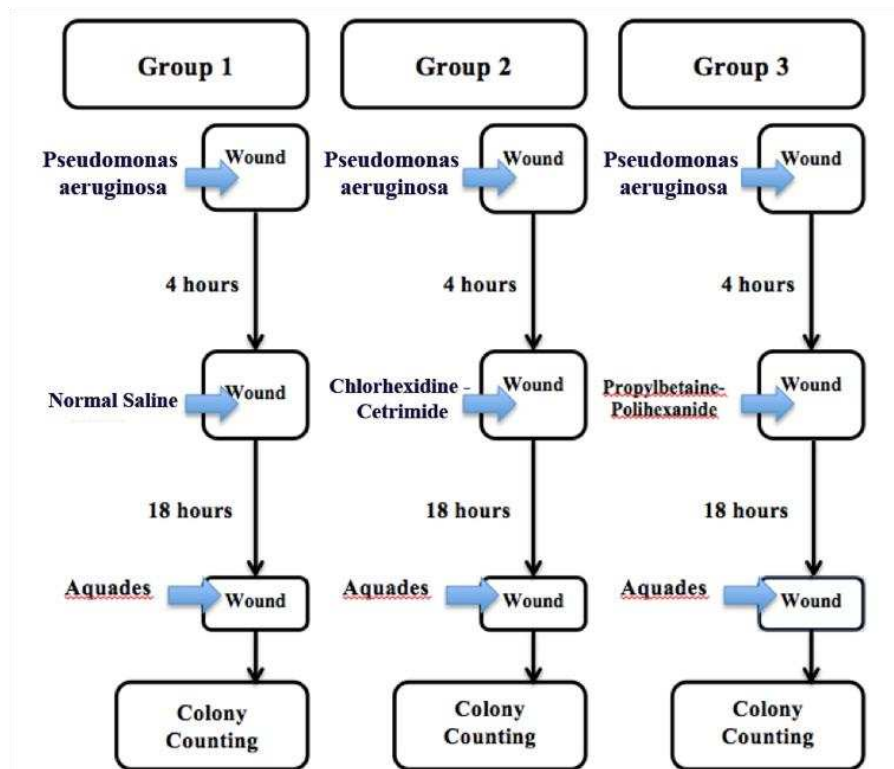 Group 1
Group 2
Group 3
Wound
Pseudomonas
aeruginosa
Wound
Pseudomonas
aeruginosa
Wound
Pseudomonas
aeruginosa
4 hours
4 hours
4 hours
Wound
Normal Saline
Wound
Chlorhexidine -
Cetrimide
Wound
Propylbetaine-
Polihexanide
18 hours
18 hours
18 hours
Aquades
Wound
Aquades
Wound
Aquades
Wound
Colony
Counting
Colony
Counting
Colony
Counting